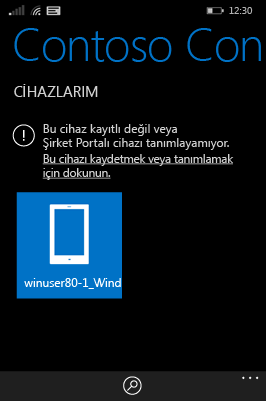 12:30
Contoso Con
CİHAZLARIM
Bu cihaz kayıtlı değil veya
Şirket Portalı cihazı tanımlayamıyor.
Bu cihazı kaydetmek veya tanımlamak
için dokunun.
winuser80-1_Wind